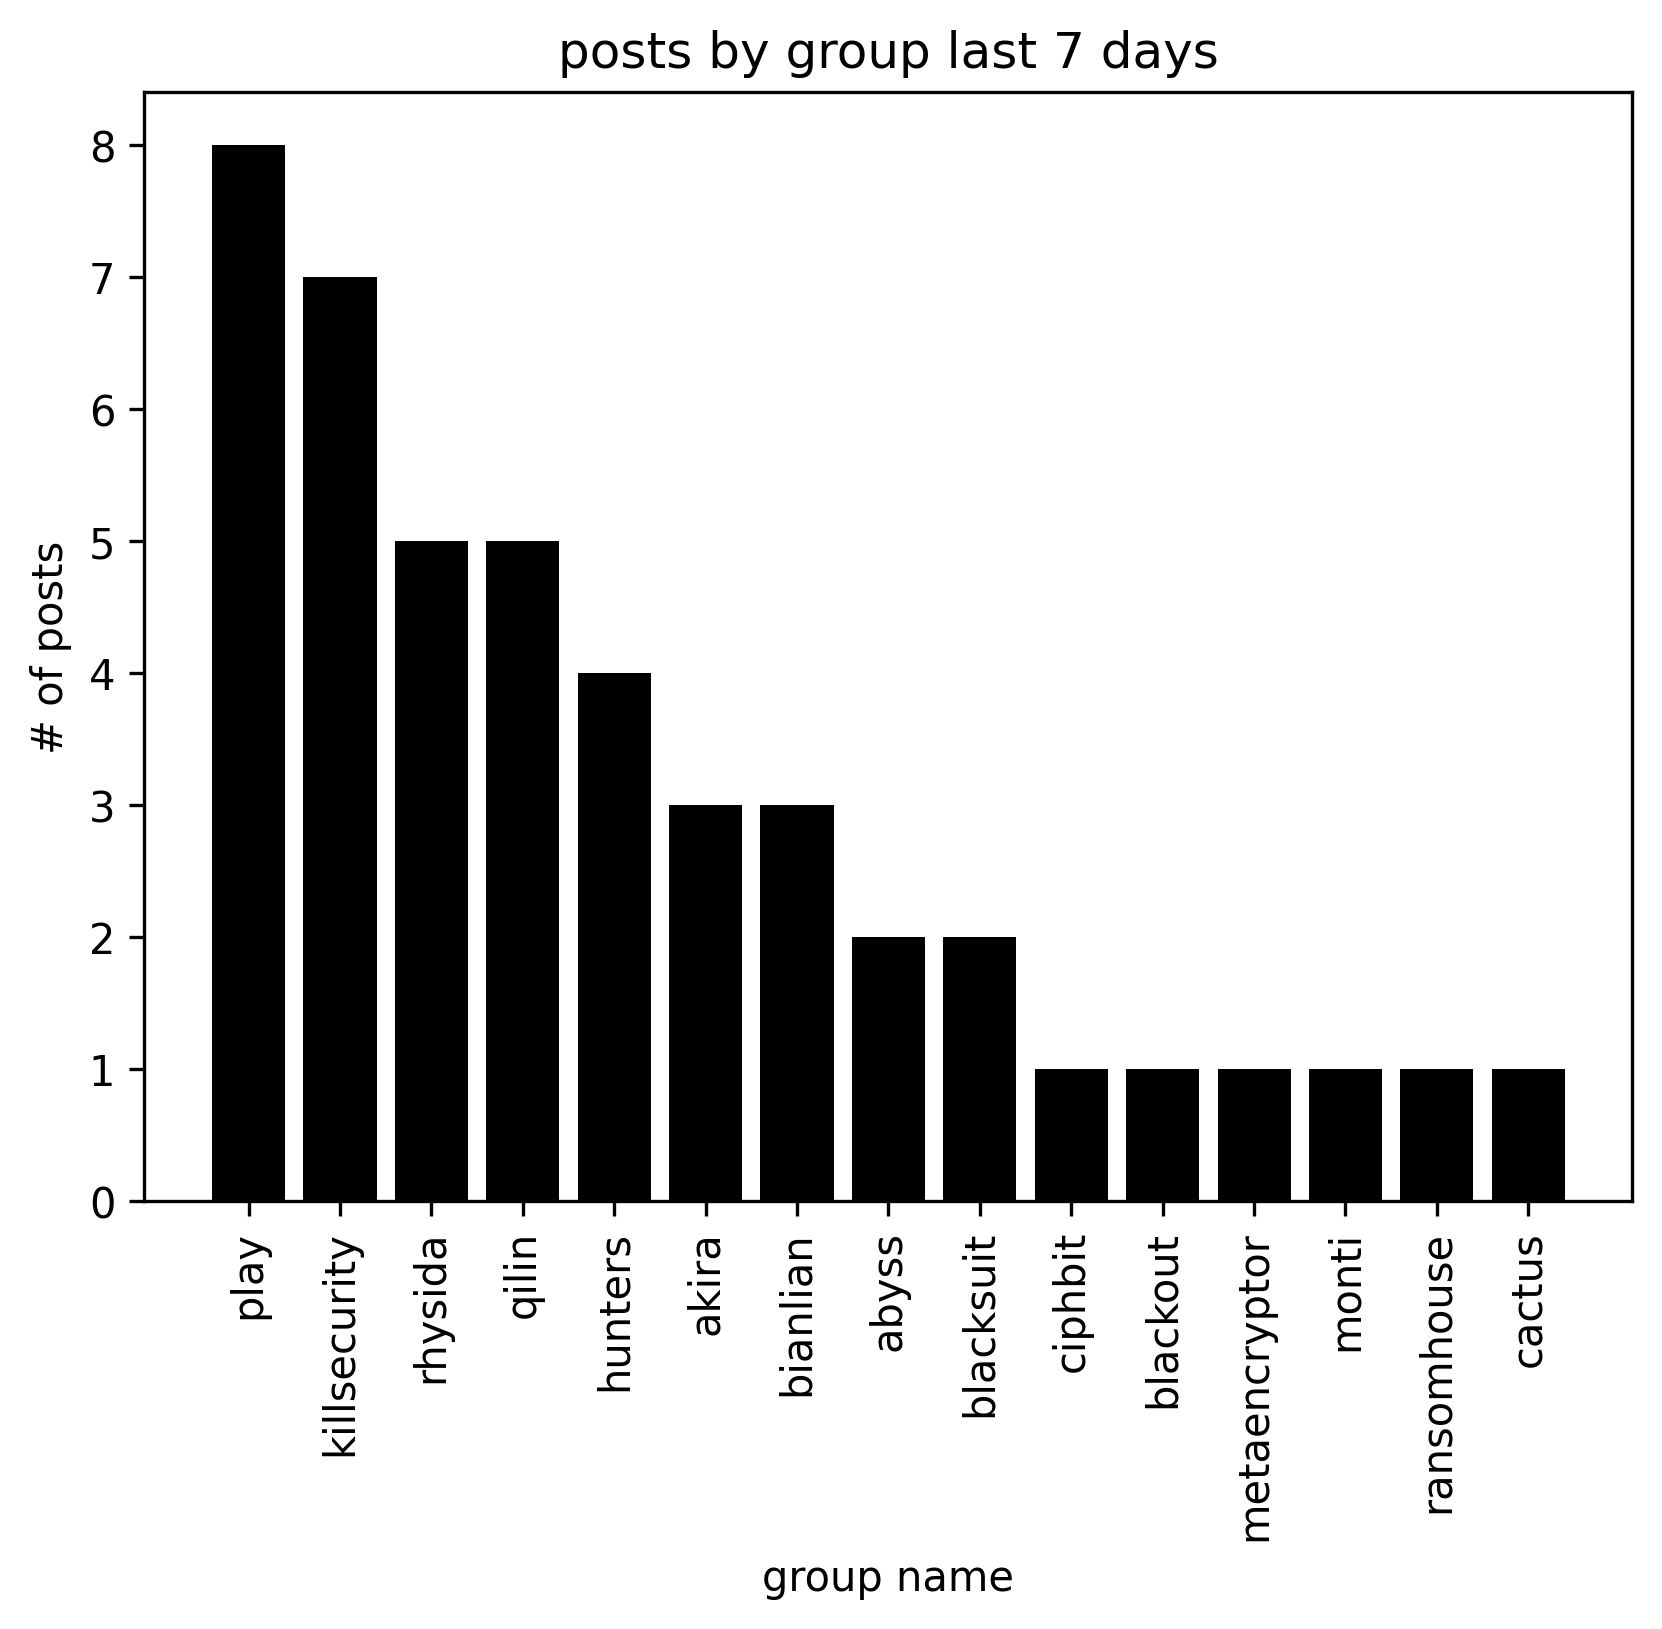 posts by group last 7 days
8
7
6
5
4
3
2
1
0
# of posts
play
killsecurity
rhysida
qilin
hunters
akira
bianlian
abyss
blacksuit
ciphbit
blackout
metaencryptor
monti
ransomhouse
cactus
group name